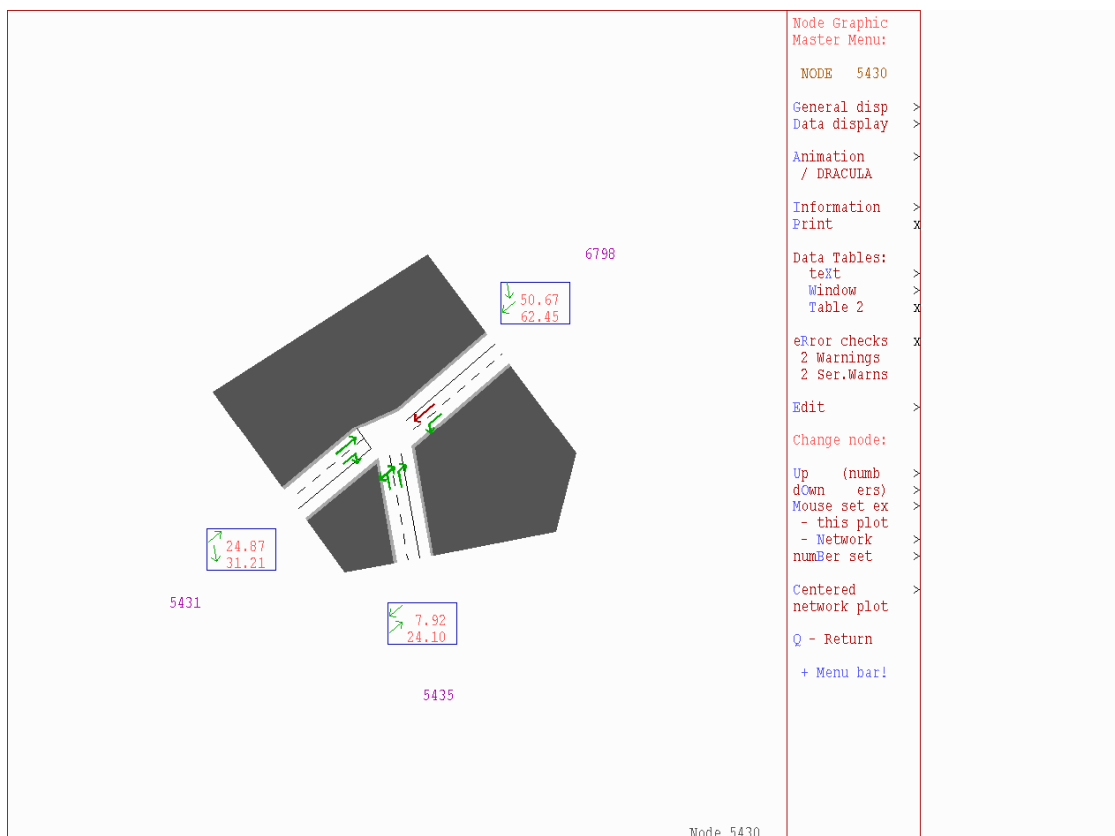 6798
50.67
62.45
24.87
31.21
5431
7.92
24.10
5435
Node 5430
Node Graphic
Master Menu:
NODE 5430
General disp >
Data display >
Animation >
/ DRACULA
Information >
Print x
Data Tables:
teXt >
Window >
Table 2 x
eRror checks x
2 Warnings
2 Ser.Warns
Edit >
Change node:
Up (numb >
dOwn ers) >
Mouse set ex >
- this plot
- Network >
numBer set >
Centered >
network plot
Q - Return
+ Menu bar!